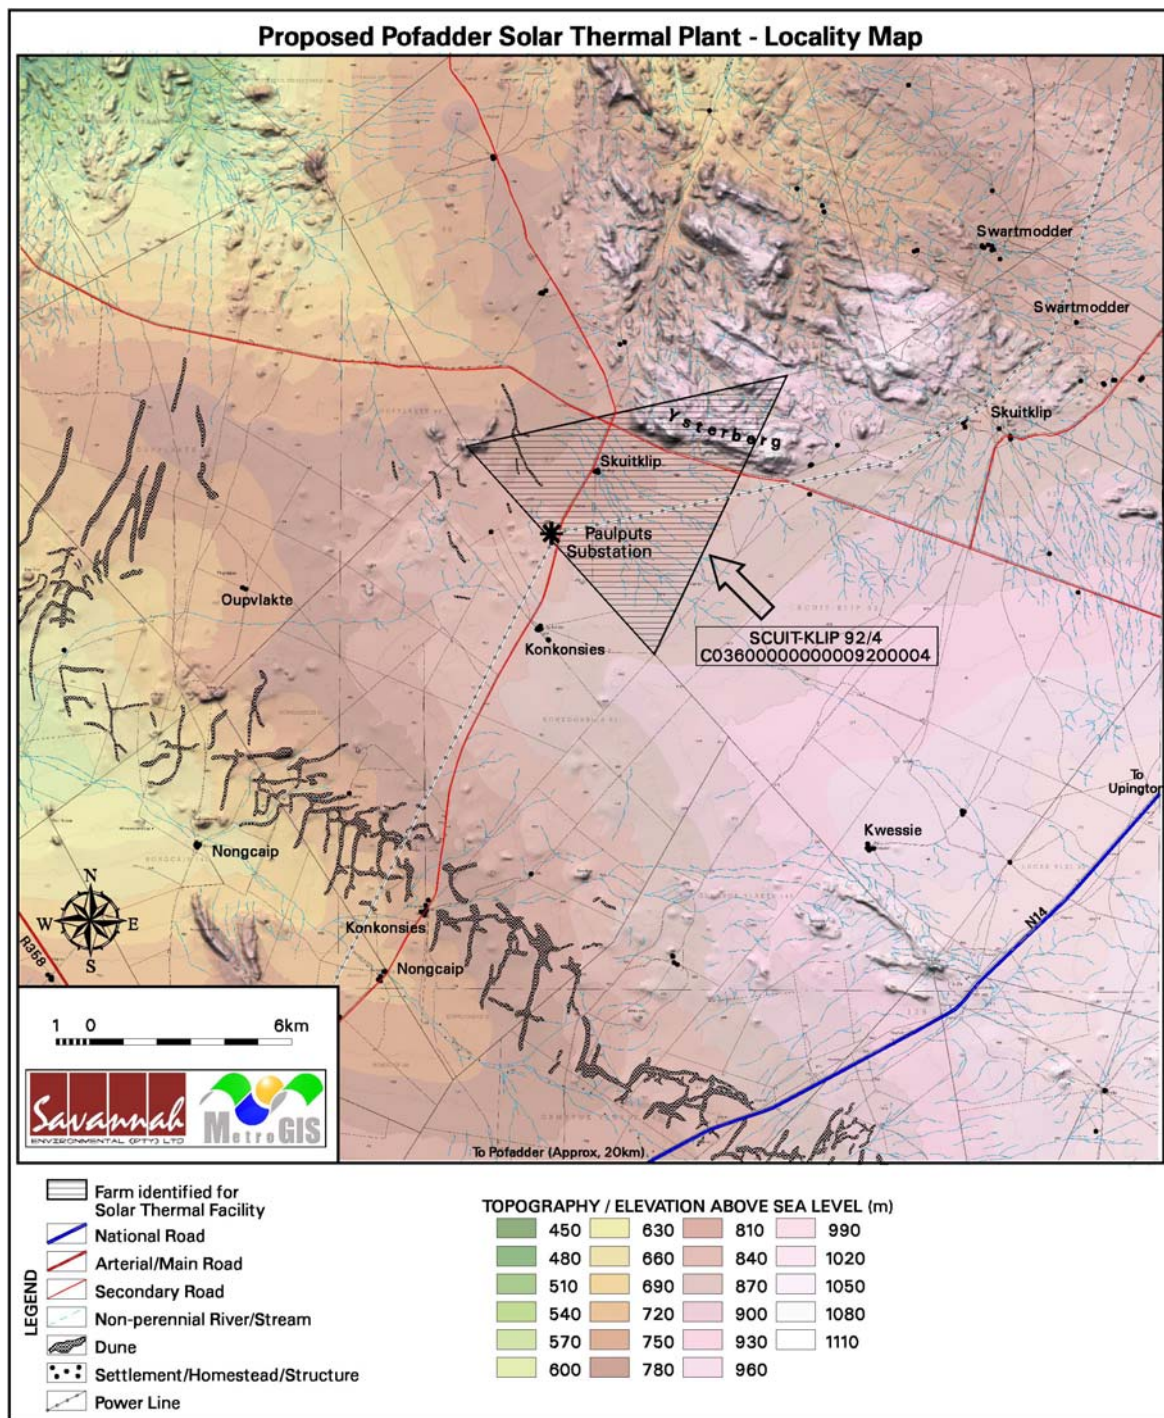 Proposed Pofadder Solar Thermal Plant - Locality Map
Swartmodder
Swartmodder
Skuitklip
Ysterberg
Skuitklip
Paulputs
Substation
Oupvlakte
Konkonsies
SCUIT-KLIP 92/4
C03600000000009200004
To
Upington
Kwessie
Nongcaip
N
W E
S
R358
Konkonsies
N14
Nongcaip
1 0 6km
Savannah
ENVIRONMENTAL (PTY) LTD
MetroGIS
To Pofadder (Approx, 20km)
LEGEND
Farm identified for
Solar Thermal Facility
National Road
Arterial/Main Road
Secondary Road
Non-perennial River/Stream
Dune
Settlement/Homestead/Structure
Power Line
TOPOGRAPHY / ELEVATION ABOVE SEA LEVEL (m)
450 630 810 990
480 660 840 1020
510 690 870 1050
540 720 900 1080
570 750 930 1110
600 780 960